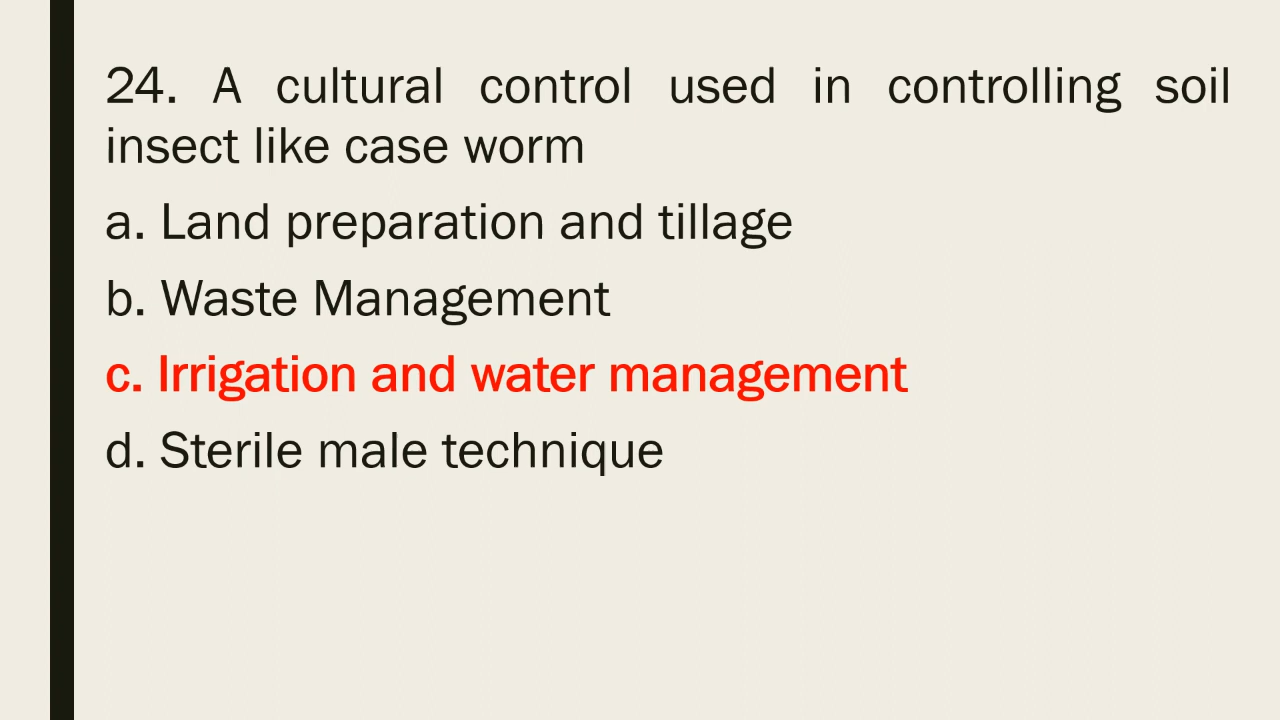 24. A cultural control used in controlling soil
insect like case worm
a. Land preparation and tillage
b. Waste Management
c. Irrigation and water management
d. Sterile male technique